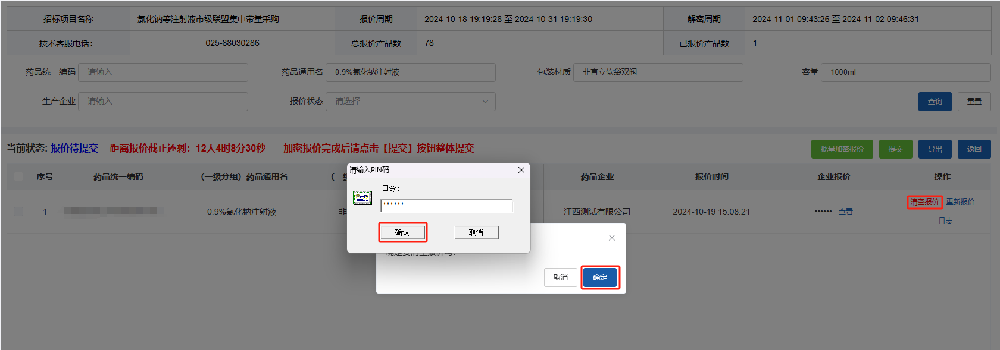 招标项目名称 氯化钠等注射液市级联盟集中带量采购 报价周期 2024-10-18 19:19:28 至 2024-10-31 19:19:30 解密周期 2024-11-01 09:43:26 至 2024-11-02 09:46:31
技术客服电话： 025-88030286 总报价产品数 78 已报价产品数 1
药品统一编码 请输入 药品通用名 0.9%氯化钠注射液 包装材质 非直立软袋双阀 容量 1000ml
生产企业 请输入 报价状态 请选择 查询 重置
当前状态: 报价待提交 距离报价截止还剩：12天4时8分30秒 加密报价完成后请点击【提交】按钮整体提交 批量加密报价 提交 导出 返回
序号 药品统一编码 （一级分组）药品通用名 （二 药品企业 报价时间 企业报价 操作
1 0.9%氯化钠注射液 非 江西测试有限公司 2024-10-19 15:08:21 •••••• 查看 清空报价 重新报价
日志
请输入PIN码
口令：
******
确认 取消
确定要清空报价吗？
取消 确定